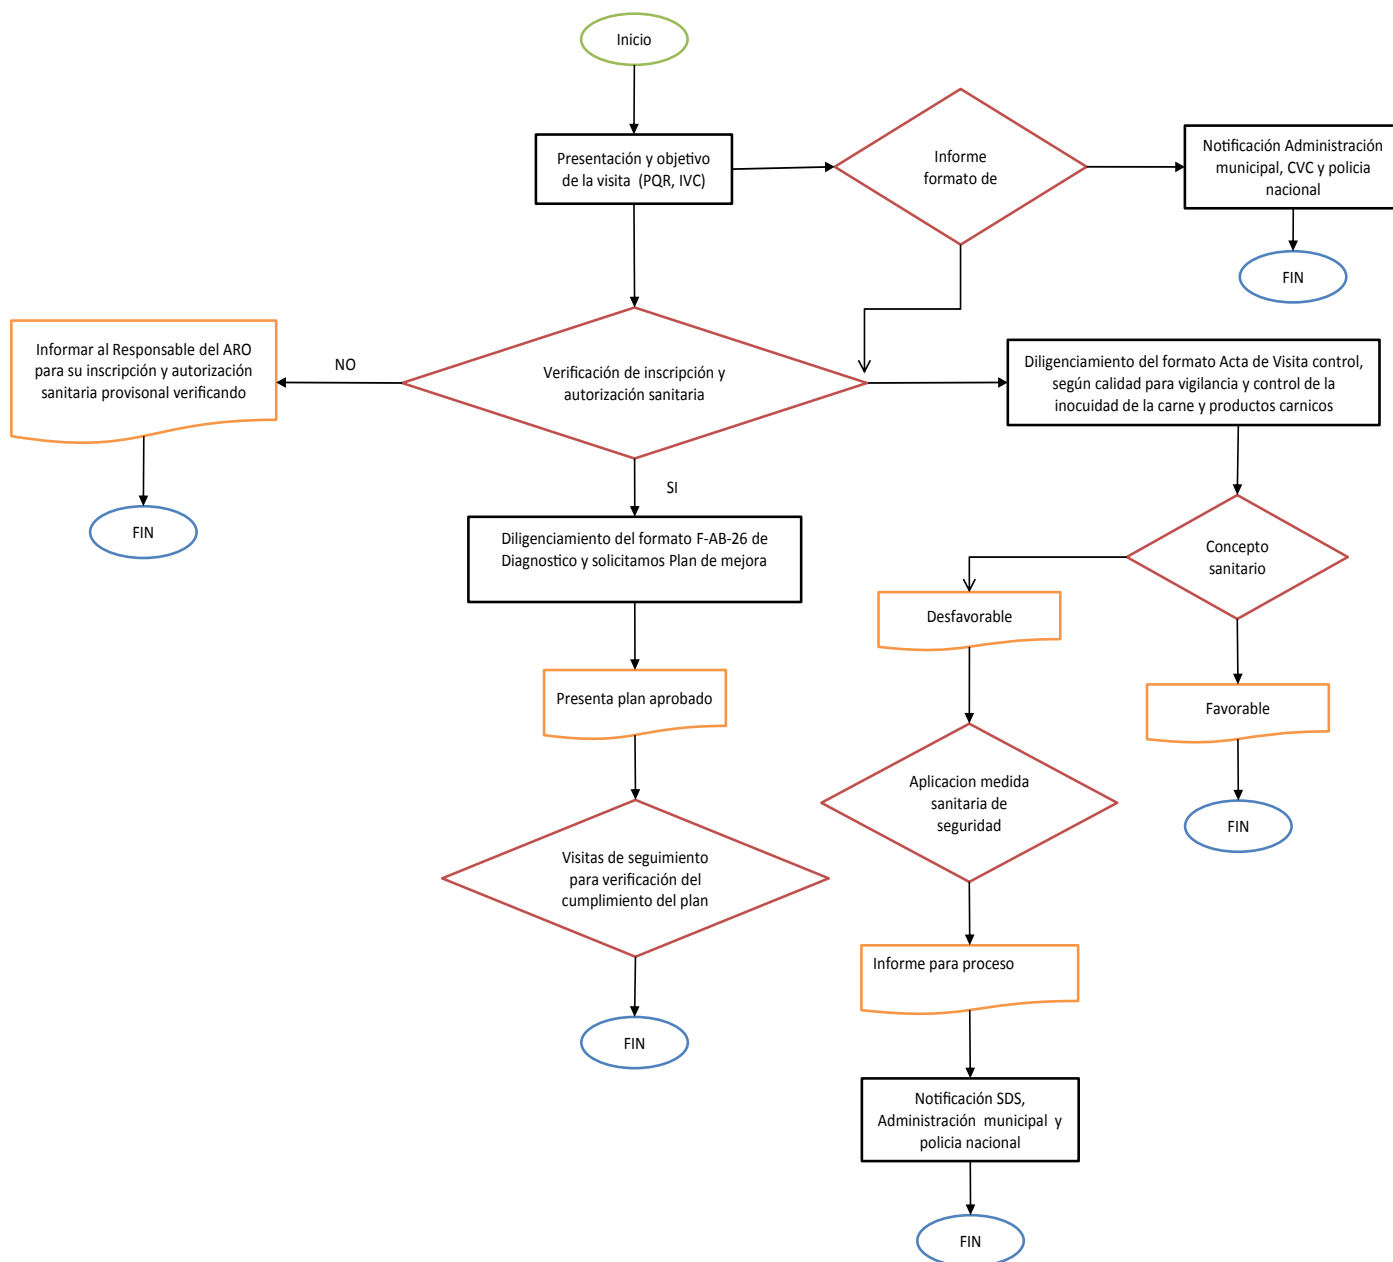 Inicio
Presentación y objetivo
de la visita  (PQR, IVC)
Informe
formato de
Notificación Administración
municipal, CVC y policia
nacional
FIN
Informar al Responsable del ARO
para su inscripción y autorización
sanitaria provisonal verificando
NO
Verificación de inscripción y
autorización sanitaria
Diligenciamiento del formato Acta de Visita control,
según calidad para vigilancia y control de la
inocuidad de la carne y productos carnicos
FIN
SI
Diligenciamiento del formato F-AB-26 de
Diagnostico y solicitamos Plan de mejora
Concepto
sanitario
Desfavorable
Presenta plan aprobado
Favorable
Aplicacion medida
sanitaria de
seguridad
FIN
Visitas de seguimiento
para verificación del
cumplimiento del plan
Informe para proceso
FIN
Notificación SDS,
Administración  municipal  y
policia nacional
FIN